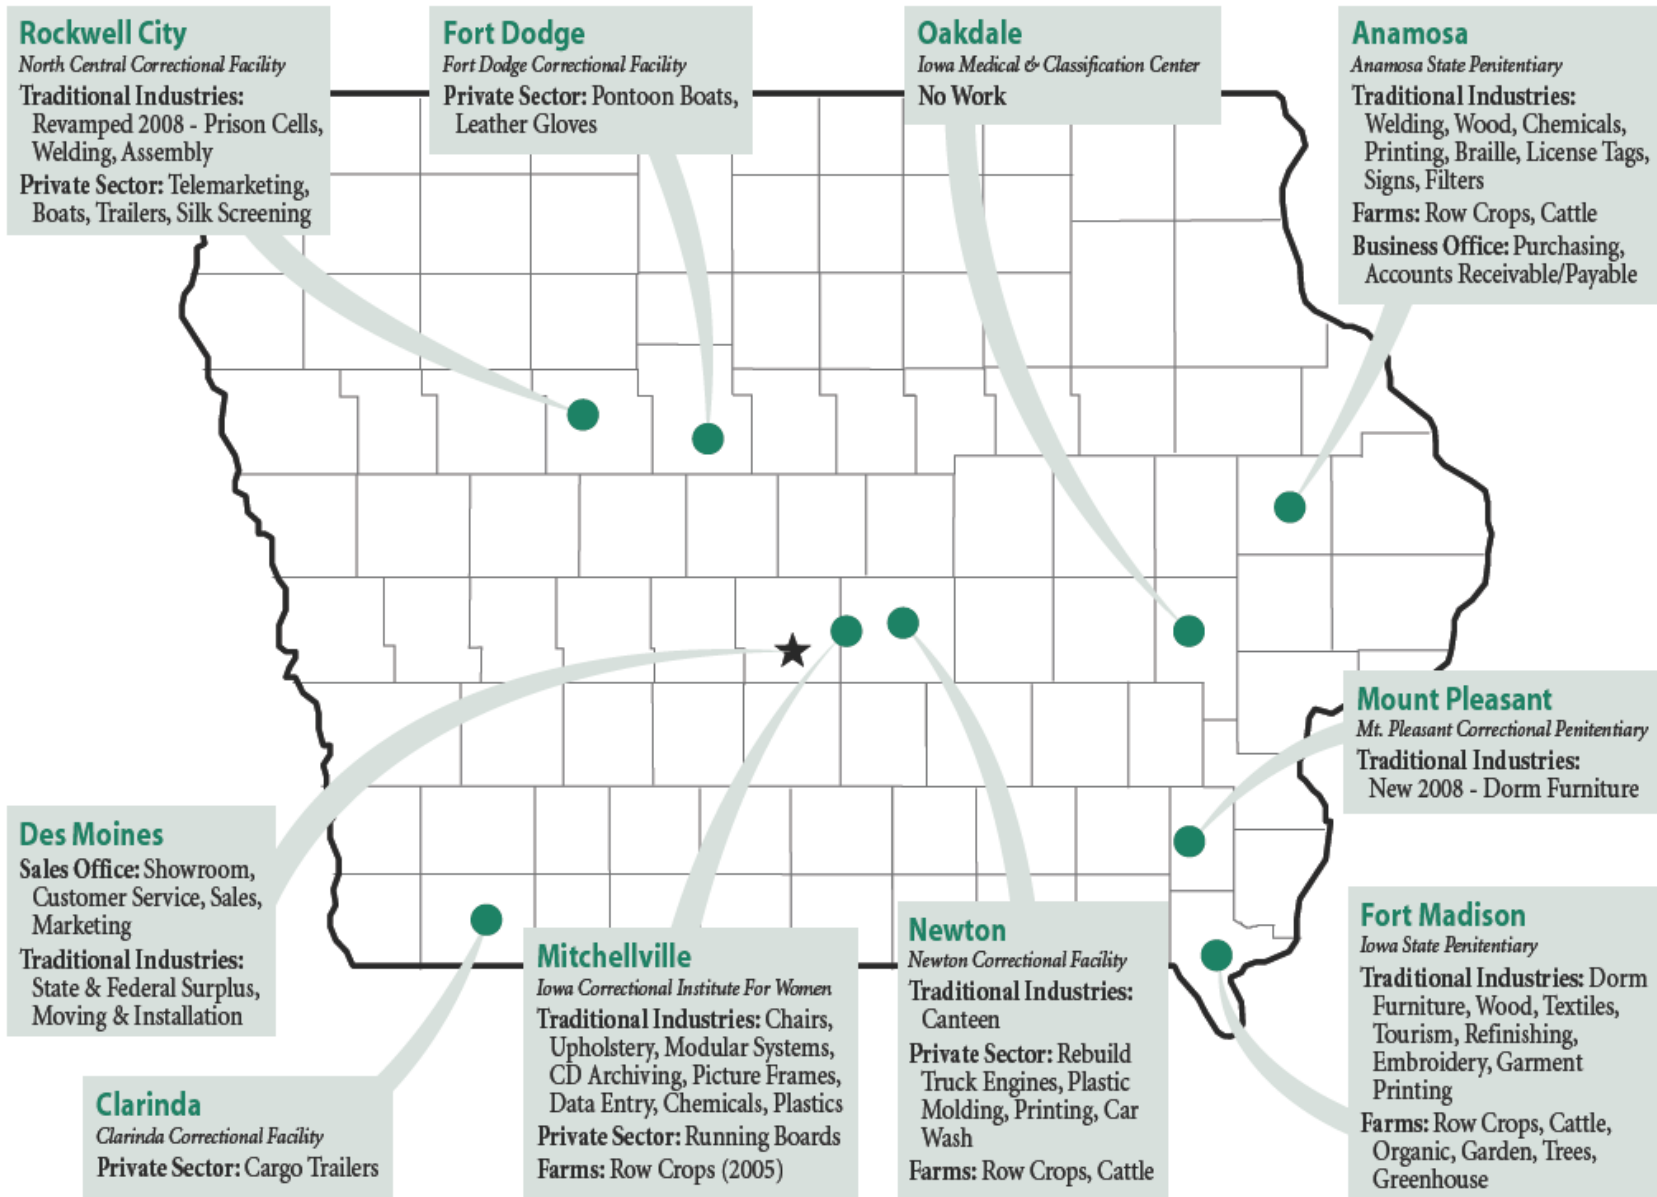 Rockwell City
North Central Correctional Facility
Traditional Industries:
Revamped 2008 - Prison Cells,
Welding, Assembly
Private Sector: Telemarketing,
Boats, Trailers, Silk Screening
Fort Dodge
Fort Dodge Correctional Facility
Private Sector: Pontoon Boats,
Leather Gloves
Oakdale
Iowa Medical & Classification Center
No Work
Anamosa
Anamosa State Penitentiary
Traditional Industries:
Welding, Wood, Chemicals,
Printing, Braille, License Tags,
Signs, Filters
Farms: Row Crops, Cattle
Business Office: Purchasing,
Accounts Receivable/Payable
Mount Pleasant
Mt. Pleasant Correctional Penitentiary
Traditional Industries:
New 2008 - Dorm Furniture
Des Moines
Sales Office: Showroom,
Customer Service, Sales,
Marketing
Traditional Industries:
State & Federal Surplus,
Moving & Installation
Clarinda
Clarinda Correctional Facility
Private Sector: Cargo Trailers
Mitchellville
Iowa Correctional Institute For Women
Traditional Industries: Chairs,
Upholstery, Modular Systems,
CD Archiving, Picture Frames,
Data Entry, Chemicals, Plastics
Private Sector: Running Boards
Farms: Row Crops (2005)
Newton
Newton Correctional Facility
Traditional Industries:
Canteen
Private Sector: Rebuild
Truck Engines, Plastic
Molding, Printing, Car
Wash
Farms: Row Crops, Cattle
Fort Madison
Iowa State Penitentiary
Traditional Industries: Dorm
Furniture, Wood, Textiles,
Tourism, Refinishing,
Embroidery, Garment
Printing
Farms: Row Crops, Cattle,
Organic, Garden, Trees,
Greenhouse